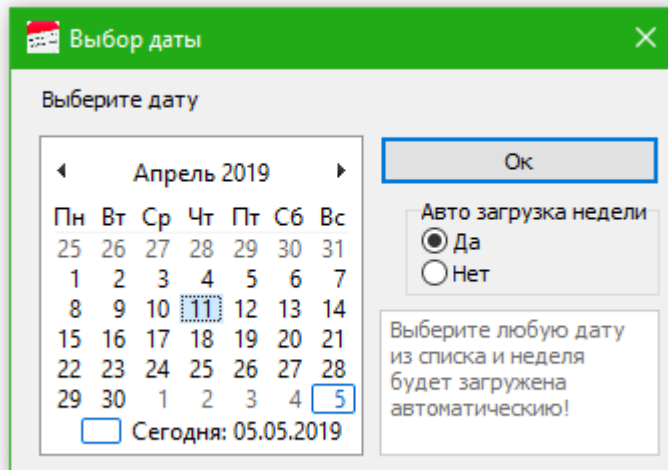 Выбор даты
Выберите дату
Апрель 2019
Пн Вт Ср Чт Пт Сб Вс
25 26 27 28 29 30 31
1 2 3 4 5 6 7
8 9 10 11 12 13 14
15 16 17 18 19 20 21
22 23 24 25 26 27 28
29 30 1 2 3 4 5
Сегодня: 05.05.2019
Ок
Авто загрузка недели
Да
Нет
Выберите любую дату
из списка и неделя
будет загружена
автоматическию!